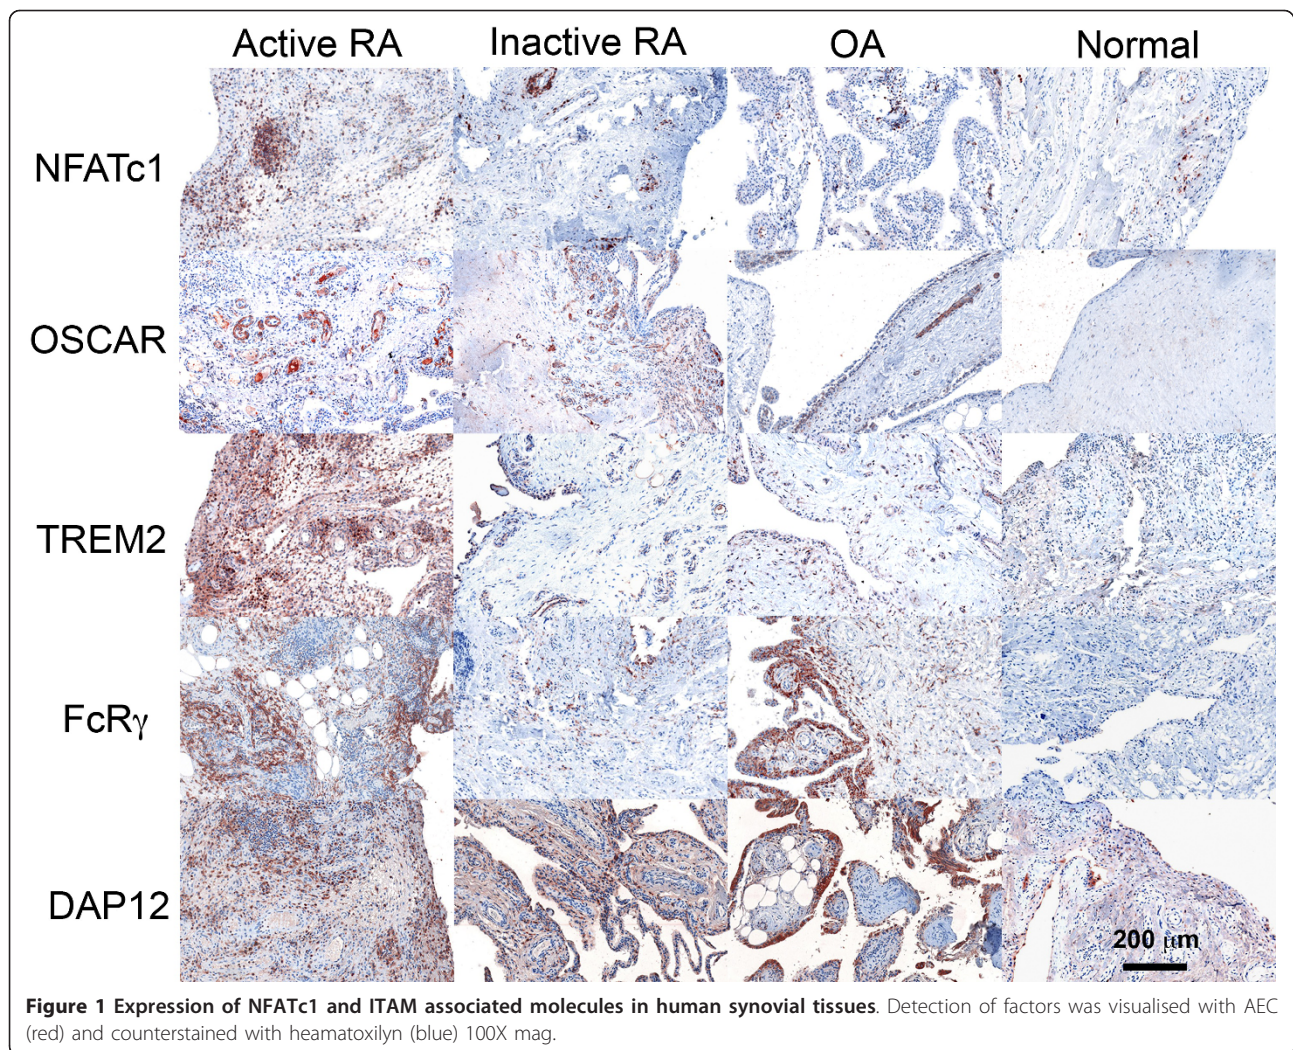 Active RA Inactive RA OA Normal
NFATc1
OSCAR
TREM2
FcRγ
DAP12
200 μm
Figure 1 Expression of NFATc1 and ITAM associated molecules in human synovial tissues. Detection of factors was visualised with AEC
(red) and counterstained with heamatoxilyn (blue) 100X mag.